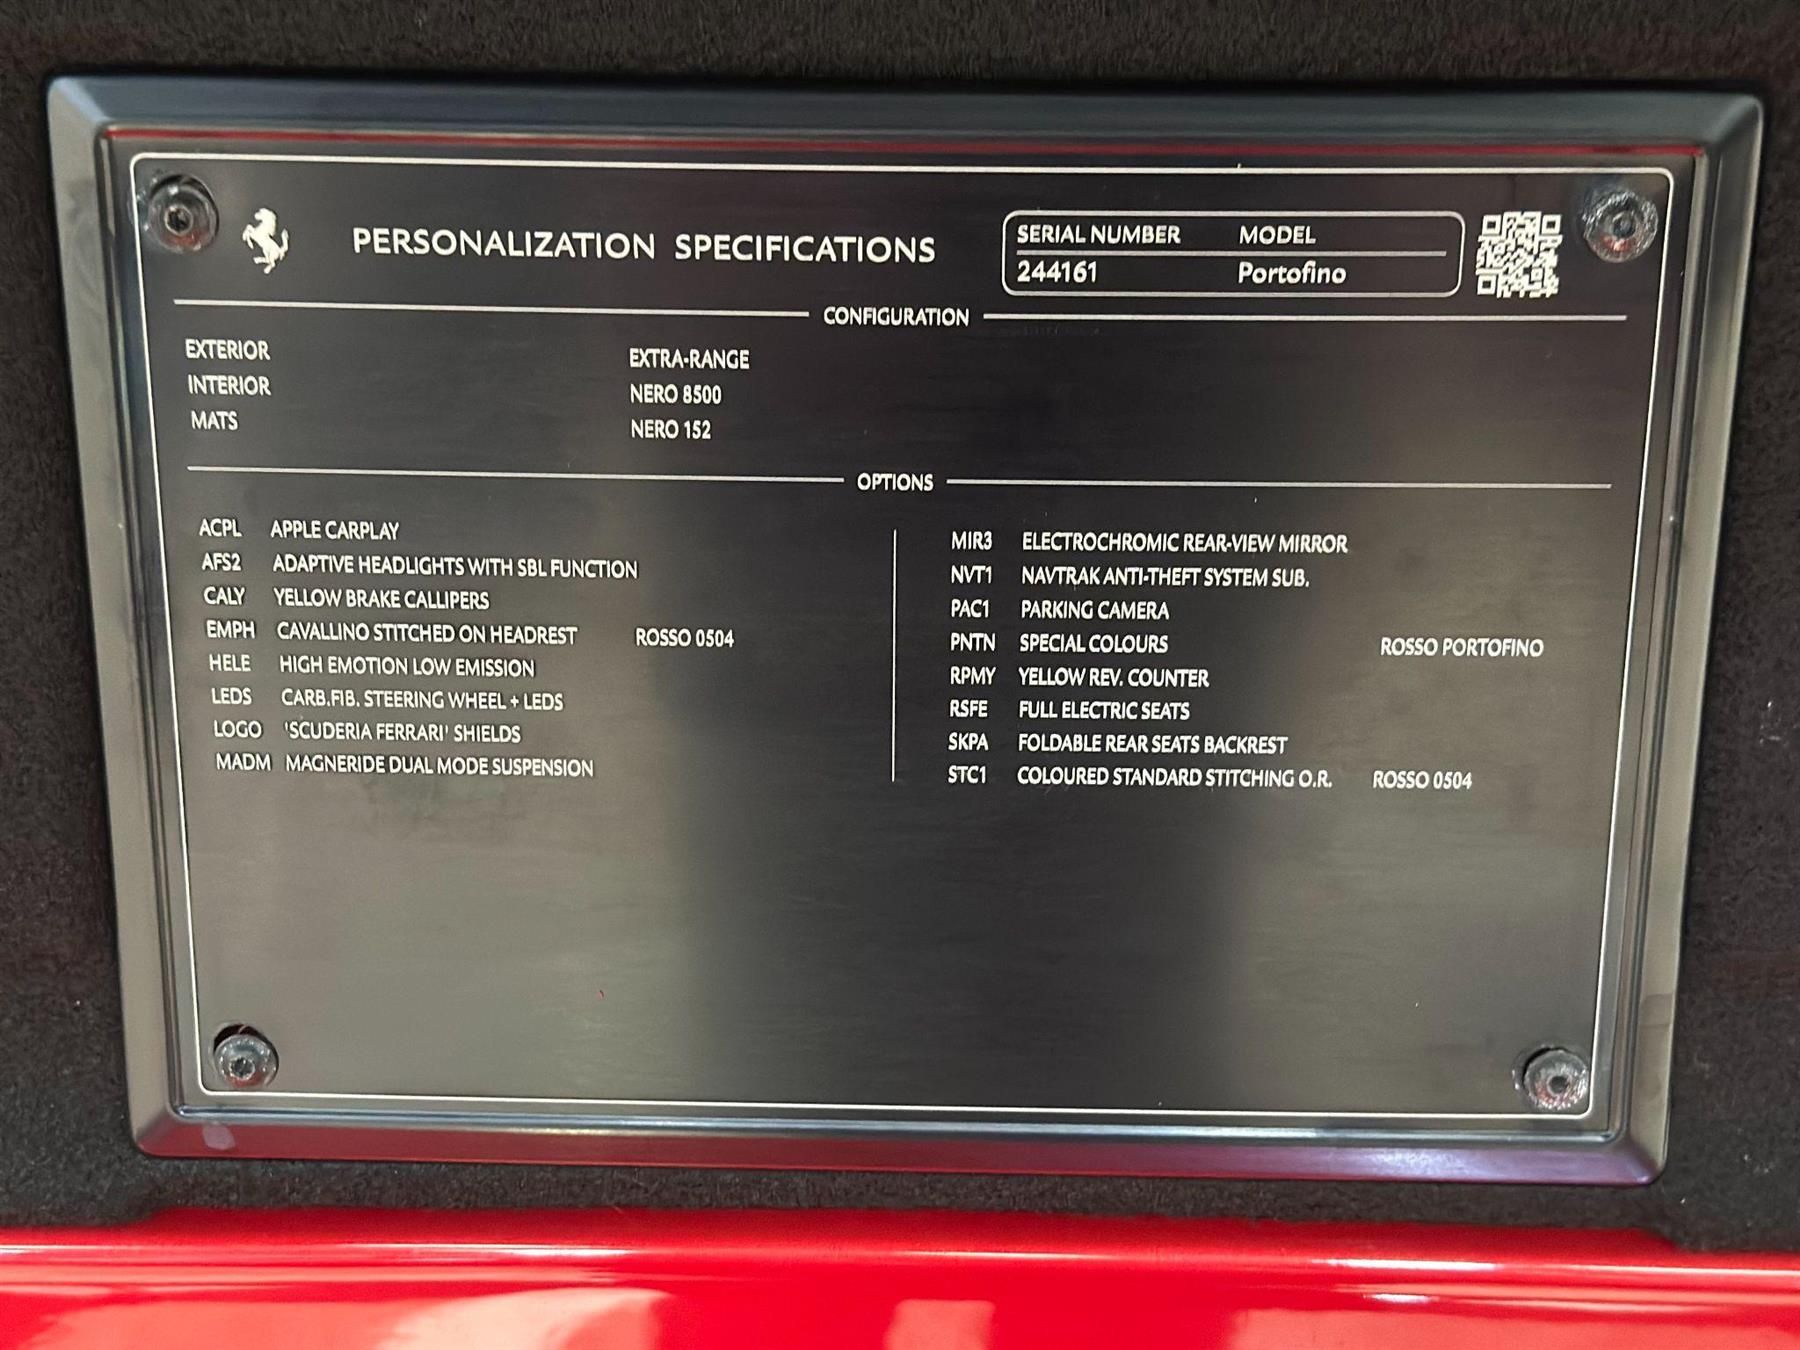 PERSONALIZATION SPECIFICATIONS
SERIAL NUMBER MODEL
244161 Portofino
CONFIGURATION
EXTERIOR EXTRA-RANGE
INTERIOR NERO 8500
MATS NERO 152
OPTIONS
ACPL APPLE CARPLAY
AFS2 ADAPTIVE HEADLIGHTS WITH SBL FUNCTION
CALY YELLOW BRAKE CALLIPERS
EMPH CAVALLINO STITCHED ON HEADREST ROSSO 0504
HELE HIGH EMOTION LOW EMISSION
LEDS CARB.FIB. STEERING WHEEL + LEDS
LOGO 'SCUDERIA FERRARI' SHIELDS
MADM MAGNERIDE DUAL MODE SUSPENSION
MIR3 ELECTROCHROMIC REAR-VIEW MIRROR
NVT1 NAVTRAK ANTI-THEFT SYSTEM SUB.
PAC1 PARKING CAMERA
PNTN SPECIAL COLOURS ROSSO PORTOFINO
RPMY YELLOW REV. COUNTER
RSFE FULL ELECTRIC SEATS
SKPA FOLDABLE REAR SEATS BACKREST
STC1 COLOURED STANDARD STITCHING O.R. ROSSO 0504